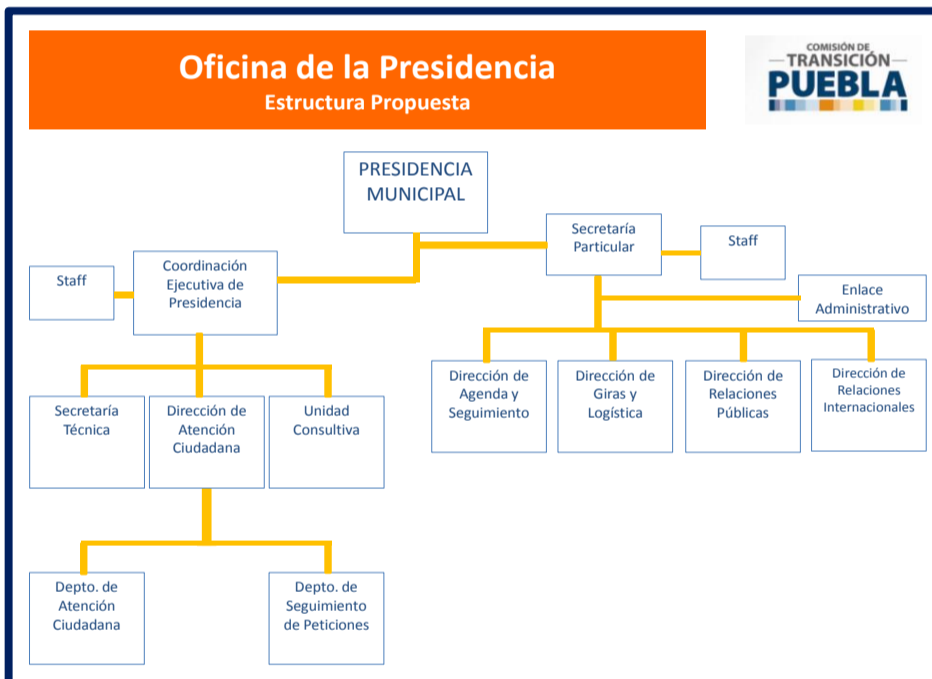 Oficina de la Presidencia
Estructura Propuesta
COMISIÓN DE
TRANSICIÓN
PUEBLA
PRESIDENCIA
MUNICIPAL
Secretaría
Particular
Staff
Coordinación
Ejecutiva de
Presidencia
Staff
Enlace
Administrativo
Dirección de
Agenda y
Seguimiento
Dirección de
Giras y
Logística
Dirección de
Relaciones
Públicas
Dirección de
Relaciones
Internacionales
Secretaría
Técnica
Dirección de
Atención
Ciudadana
Unidad
Consultiva
Depto. de
Atención
Ciudadana
Depto. de
Seguimiento
de Peticiones